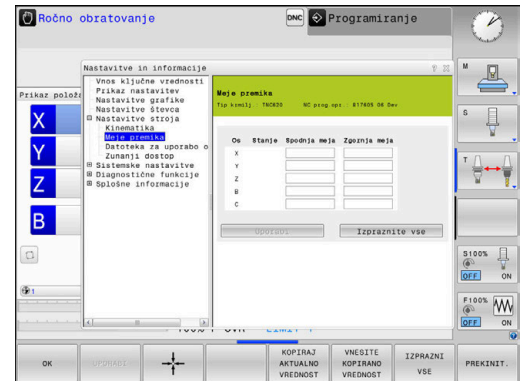 Ročno obratovanje
DNC
Programiranje
Nastavitve in informacije
Vnos ključne vrednosti
Prikaz nastavitev
Nastavitve grafike
Nastavitve števca
Nastavitve stroja
Kinematika
Meje premika
Datoteka za uporabo o
Zunanji dostop
Sistemske nastavitve
Diagnostične funkcije
Splošne informacije
Prikaz položa
X
Y
Z
B
1
Meje premika
Tip krmilj.: TNC620 NC prog. opr.: 817605 06 Dev
Os Stanje Spodnja meja Zgornja meja
X
Y
Z
B
C
Uporabi
Izpraznite vse
M
S
T
S100%
OFF ON
F100%
OFF ON
OK
UPORABI
KOPIRAJ AKTUALNO VREDNOST
VNESITE KOPIRANO VREDNOST
IZPRAZNI VSE
PREKINIT.